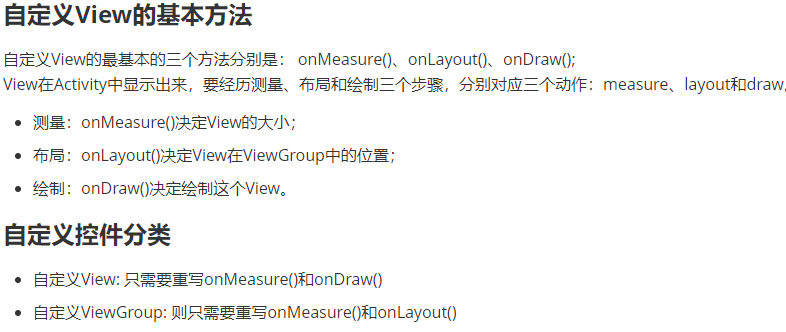 自定义View的基本方法
自定义View的最基本的三个方法分别是： onMeasure()、onLayout()、onDraw();
View在Activity中显示出来，要经历测量、布局和绘制三个步骤，分别对应三个动作：measure、layout和draw。
测量：onMeasure()决定View的大小；
布局：onLayout()决定View在ViewGroup中的位置；
绘制：onDraw()决定绘制这个View。
自定义控件分类
自定义View: 只需要重写onMeasure()和onDraw()
自定义ViewGroup: 则只需要重写onMeasure()和onLayout()